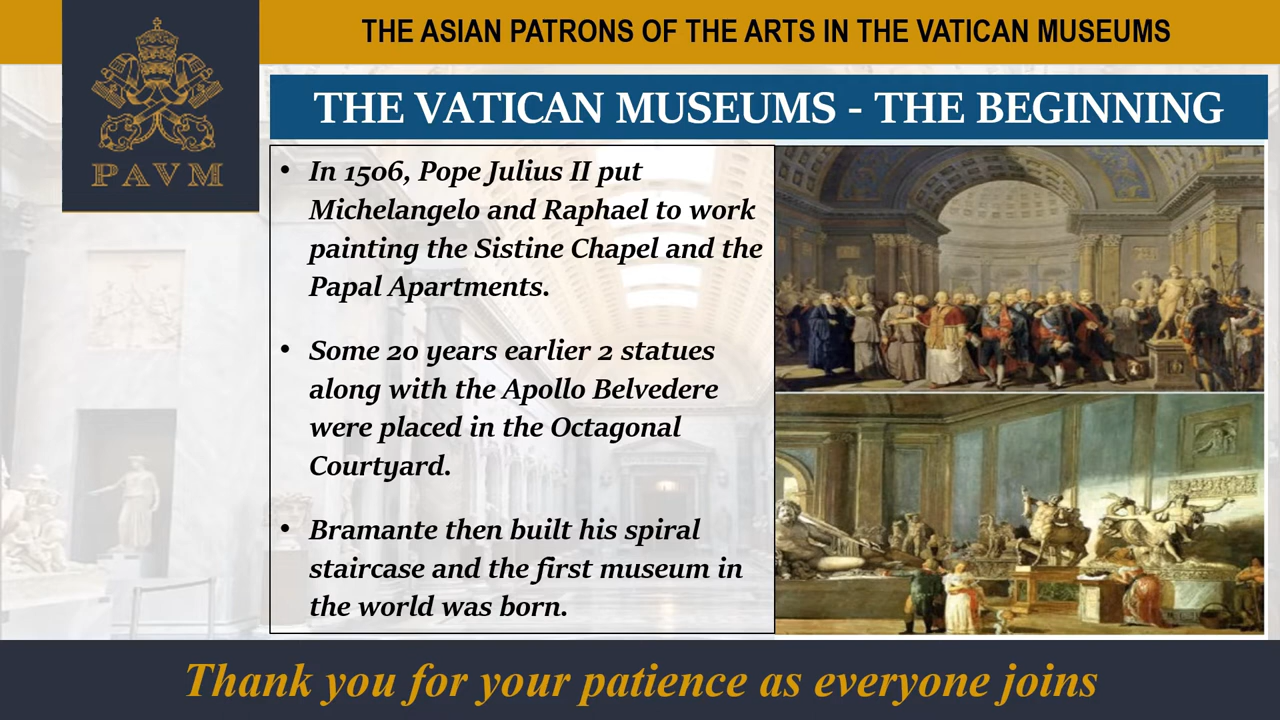 THE ASIAN PATRONS OF THE ARTS IN THE VATICAN MUSEUMS
PAVM
THE VATICAN MUSEUMS - THE BEGINNING
• In 1506, Pope Julius II put
Michelangelo and Raphael to work
painting the Sistine Chapel and the
Papal Apartments.
• Some 20 years earlier 2 statues
along with the Apollo Belvedere
were placed in the Octagonal
Courtyard.
• Bramante then built his spiral
staircase and the first museum in
the world was born.
Thank you for your patience as everyone joins